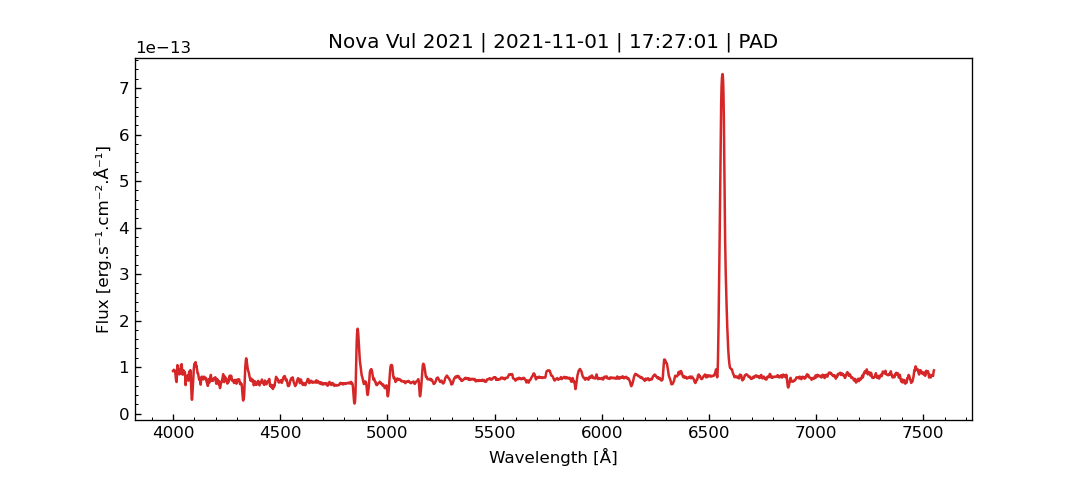 Nova Vul 2021 | 2021-11-01 | 17:27:01 | PAD
1e−13
7
6
5
4
3
2
1
0
Flux [erg.s⁻¹.cm⁻².Å⁻¹]
4000 4500 5000 5500 6000 6500 7000 7500
Wavelength [Å]